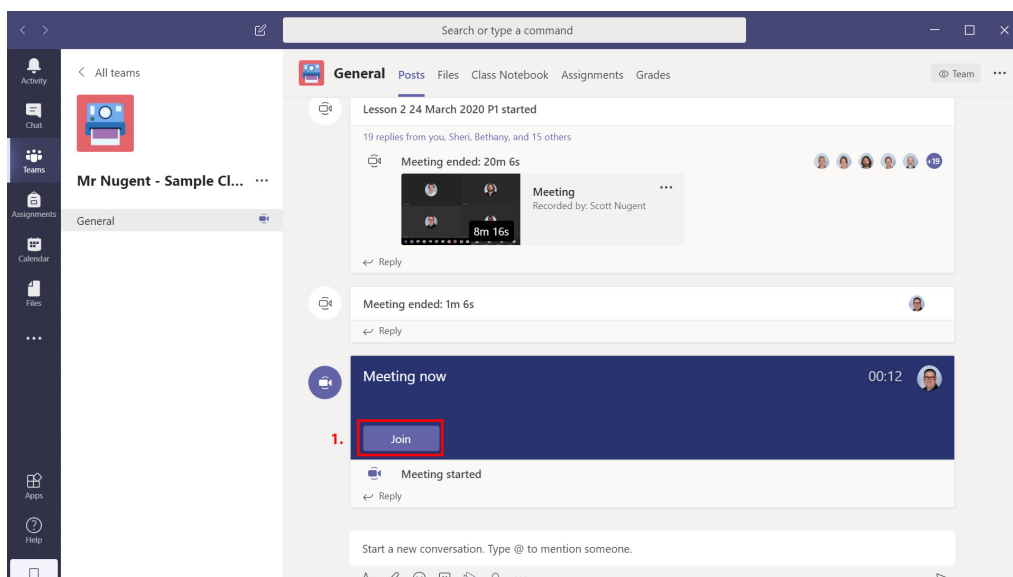 Search or type a command
Activity
Chat
Teams
Assignments
Calendar
Files
Apps
Help
All teams
Mr Nugent - Sample Cl... ...
General
General Posts Files Class Notebook Assignments Grades
Team ...
Lesson 2 24 March 2020 P1 started
19 replies from you, Sheri, Bethany, and 15 others
Meeting ended: 20m 6s
+19
8m 16s
Meeting ...
Recorded by: Scott Nugent
Reply
Meeting ended: 1m 6s
Reply
Meeting now 00:12
1. Join
Meeting started
Reply
Start a new conversation. Type @ to mention someone.